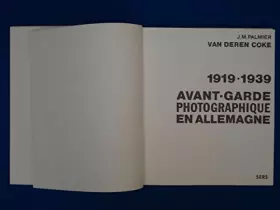 J.M. PALMIER
VAN DEREN COKE
1919-1939
AVANT-GARDE
PHOTOGRAPHIQUE
EN ALLEMAGNE
SERS